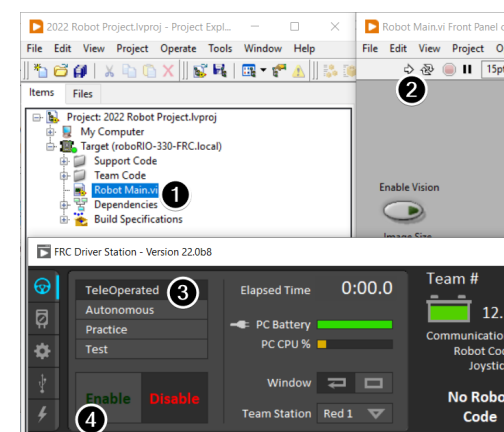 2022 Robot Project.lvproj - Project Expl...
File Edit View Project Operate Tools Window Help
Items Files
Project: 2022 Robot Project.lvproj
My Computer
Target (roboRIO-330-FRC.local)
Support Code
Team Code
Robot Main.vi
1
Dependencies
Build Specifications
Robot Main.vi Front Panel
File Edit View Project O
2
15pt
Enable Vision
Image Size
FRC Driver Station - Version 22.0b8
TeleOperated
3
Autonomous
Practice
Test
Enable Disable
4
Elapsed Time 0:00.0
PC Battery
PC CPU %
Window
Team Station Red 1
Team #
12.
Communication
Robot Cod
Joystic
No Robo
Code